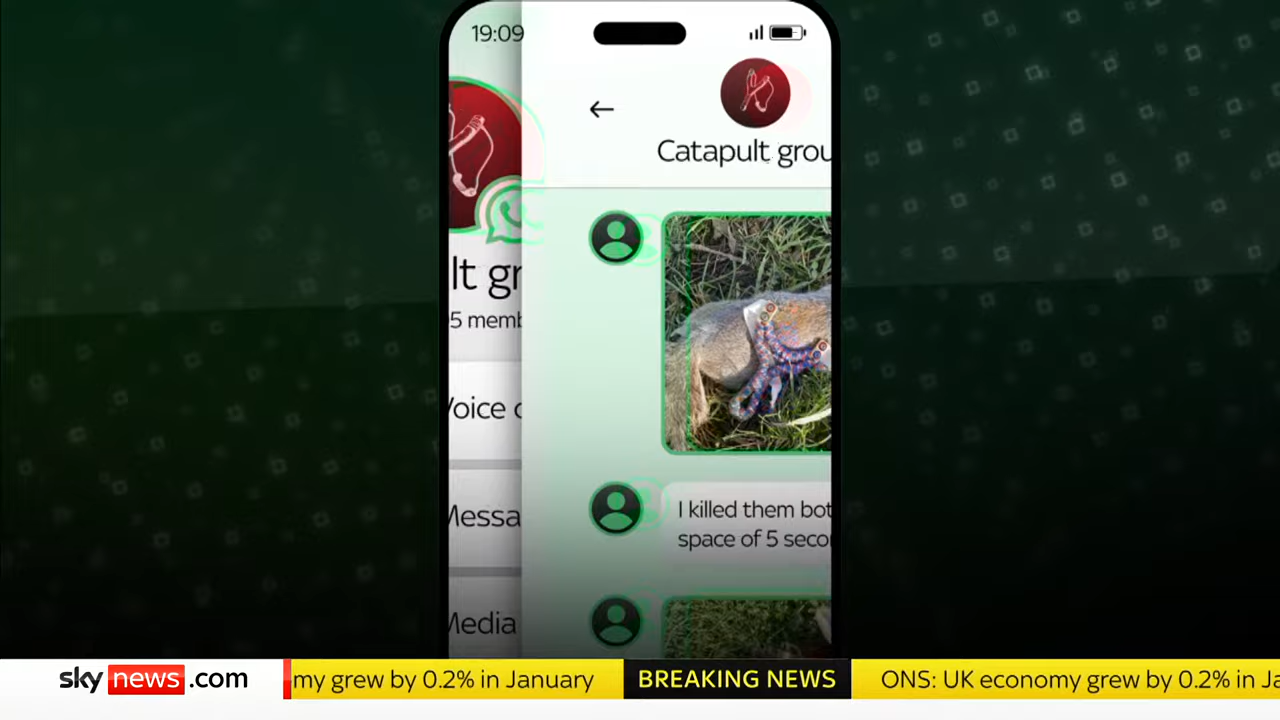 19:09
Catapult grou
lt gr
5 memb
Voice c
Messa
Media
I killed them bot
space of 5 seco
sky news.com
my grew by 0.2% in January
BREAKING NEWS
ONS: UK economy grew by 0.2% in Ja